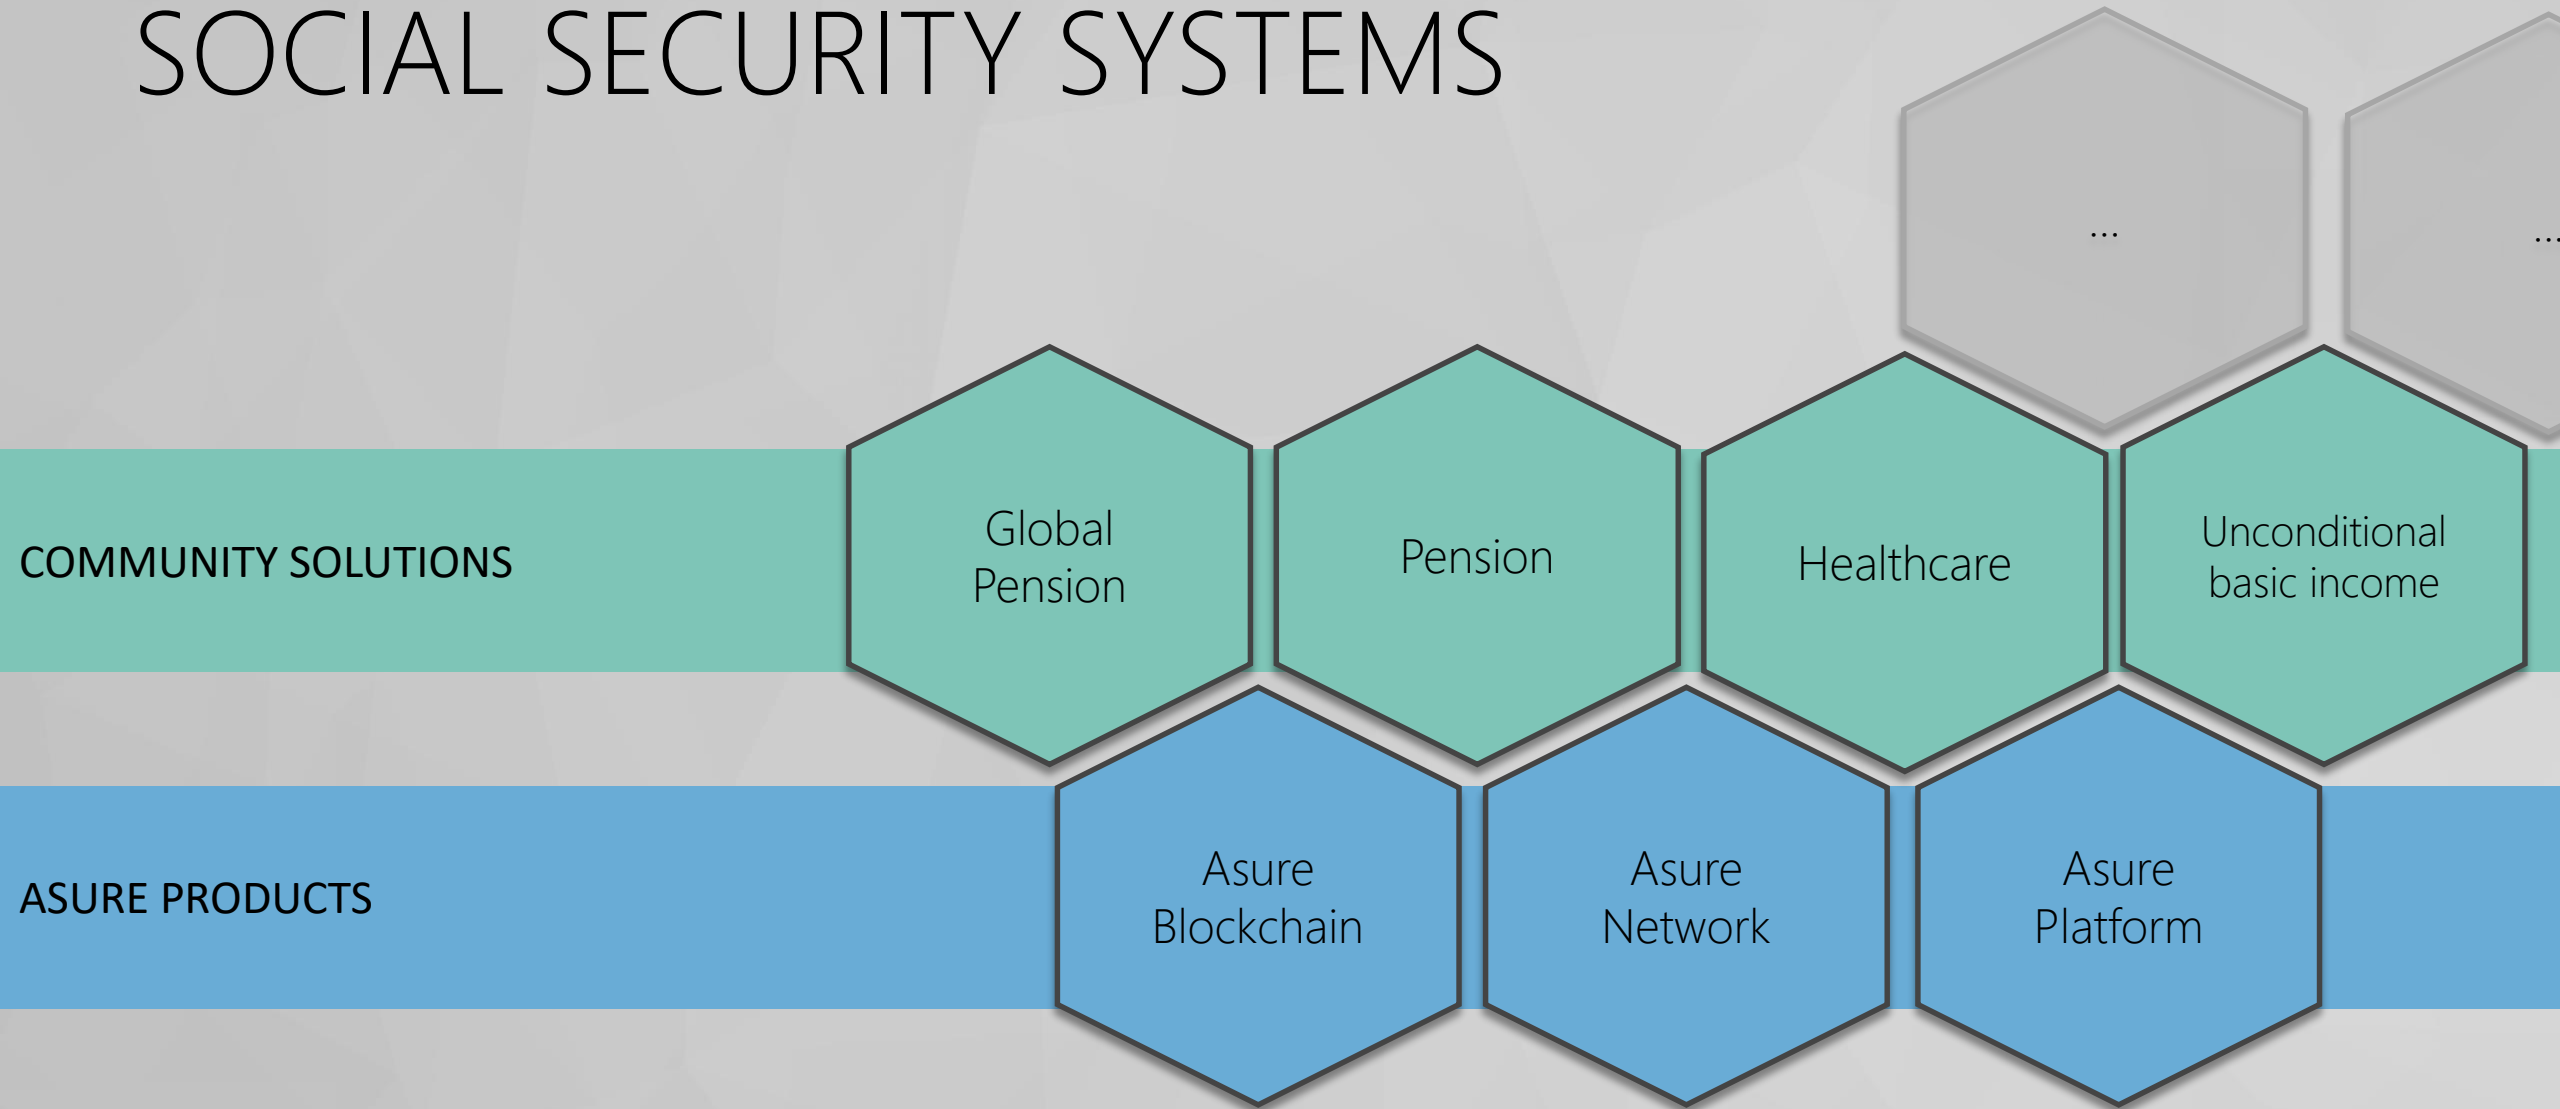 SOCIAL SECURITY SYSTEMS
...
...
COMMUNITY SOLUTIONS
Global
Pension
Pension
Healthcare
Unconditional
basic income
ASURE PRODUCTS
Asure
Blockchain
Asure
Network
Asure
Platform